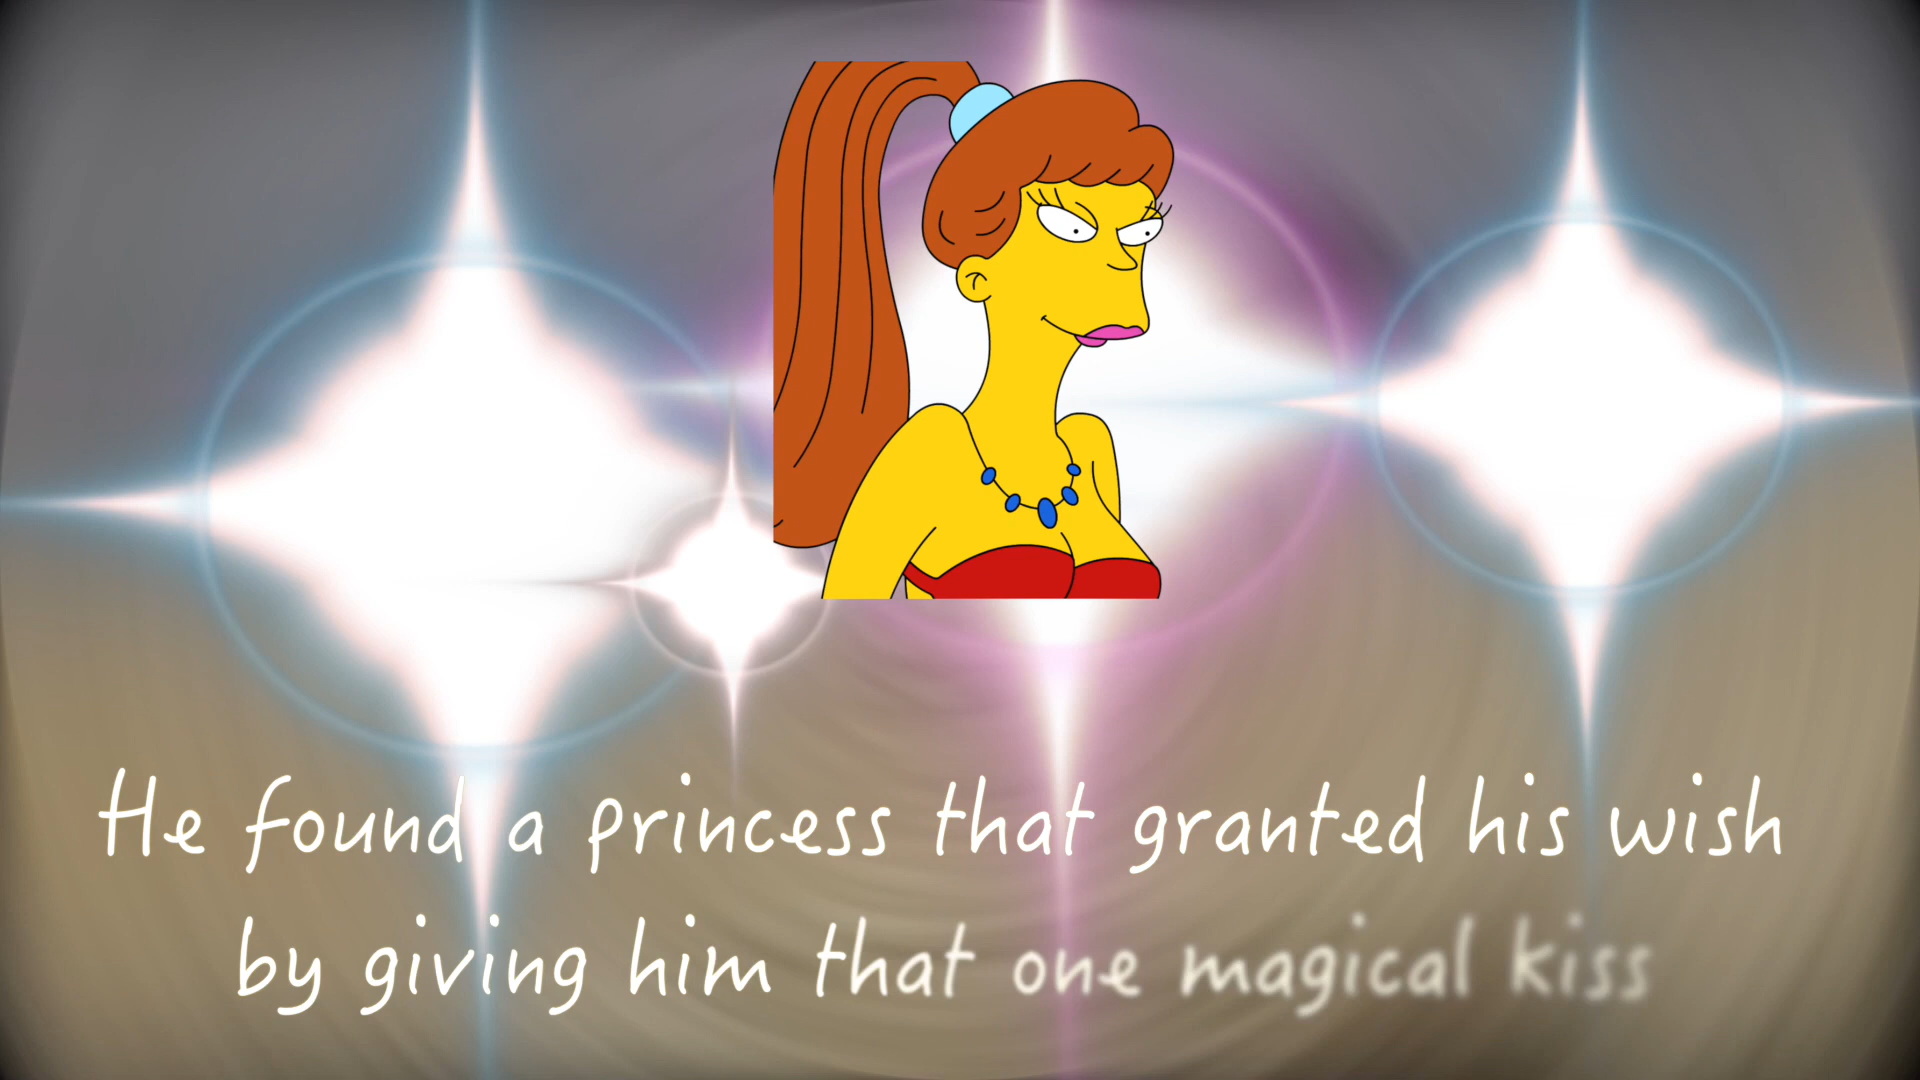 He found a princess that granted his wish
by giving him that one magical kiss